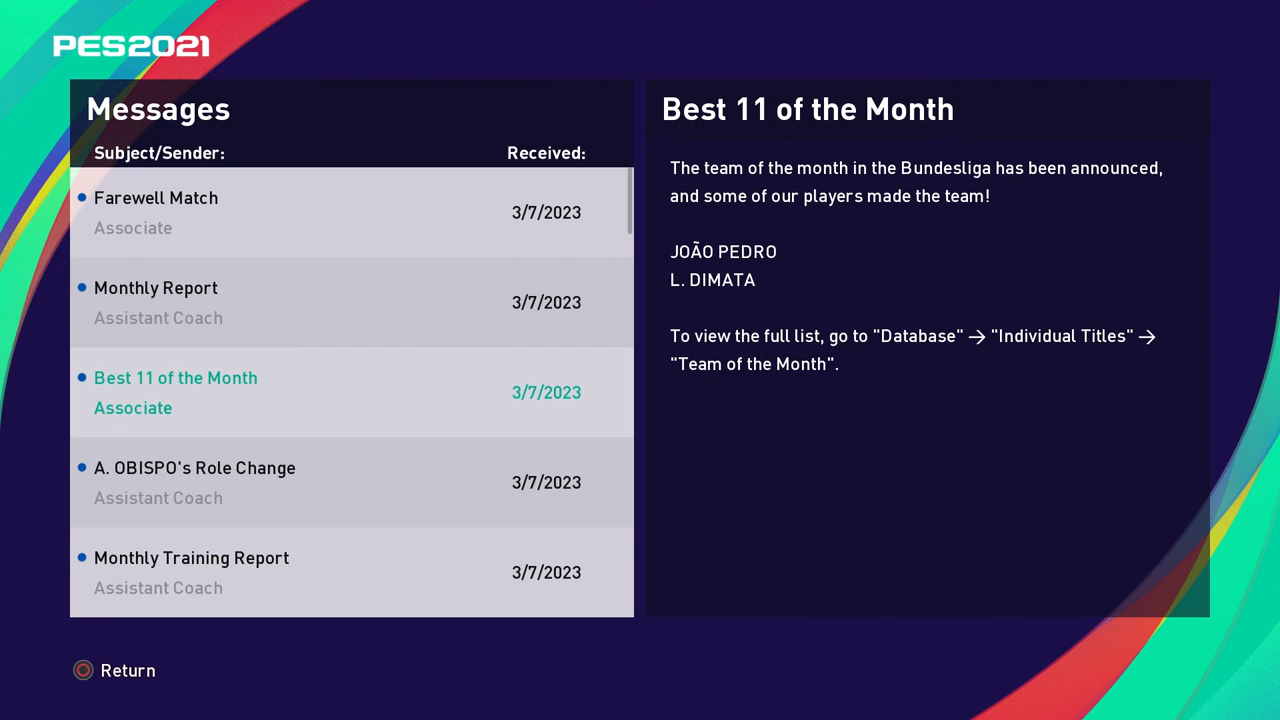 PES2021
Messages
Subject/Sender: Received:
Farewell Match
Associate
3/7/2023
Monthly Report
Assistant Coach
3/7/2023
Best 11 of the Month
Associate
3/7/2023
A. OBISPO's Role Change
Assistant Coach
3/7/2023
Monthly Training Report
Assistant Coach
3/7/2023
Best 11 of the Month
The team of the month in the Bundesliga has been announced,
and some of our players made the team!
JOÃO PEDRO
L. DIMATA
To view the full list, go to "Database" → "Individual Titles" →
"Team of the Month".
Return